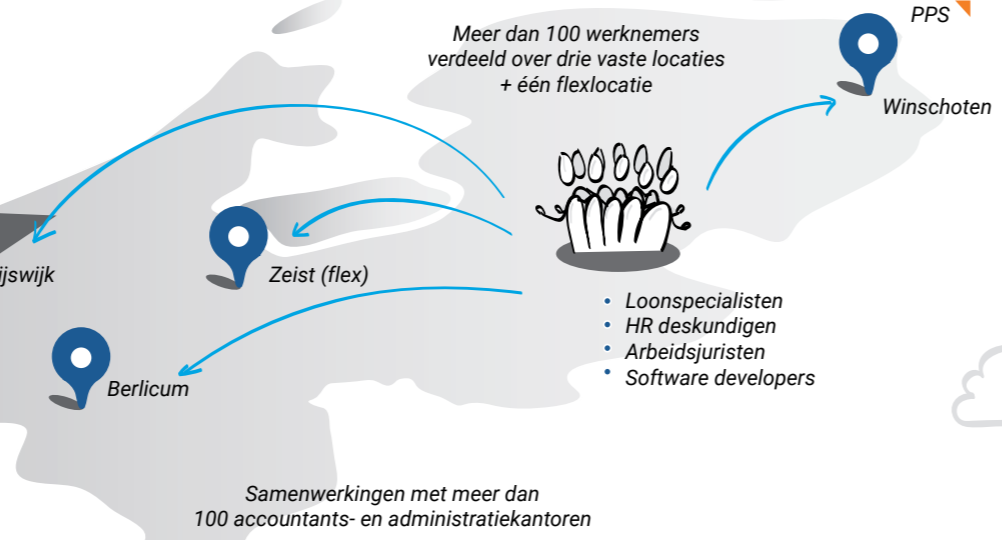 PPS
Meer dan 100 werknemers
verdeeld over drie vaste locaties
+ één flexlocatie
Winschoten
Zeist (flex)
ijswijk
Loonspecialisten
HR deskundigen
Arbeidsjuristen
Software developers
Berlicum
Samenwerkingen met meer dan
100 accountants- en administratiekantoren